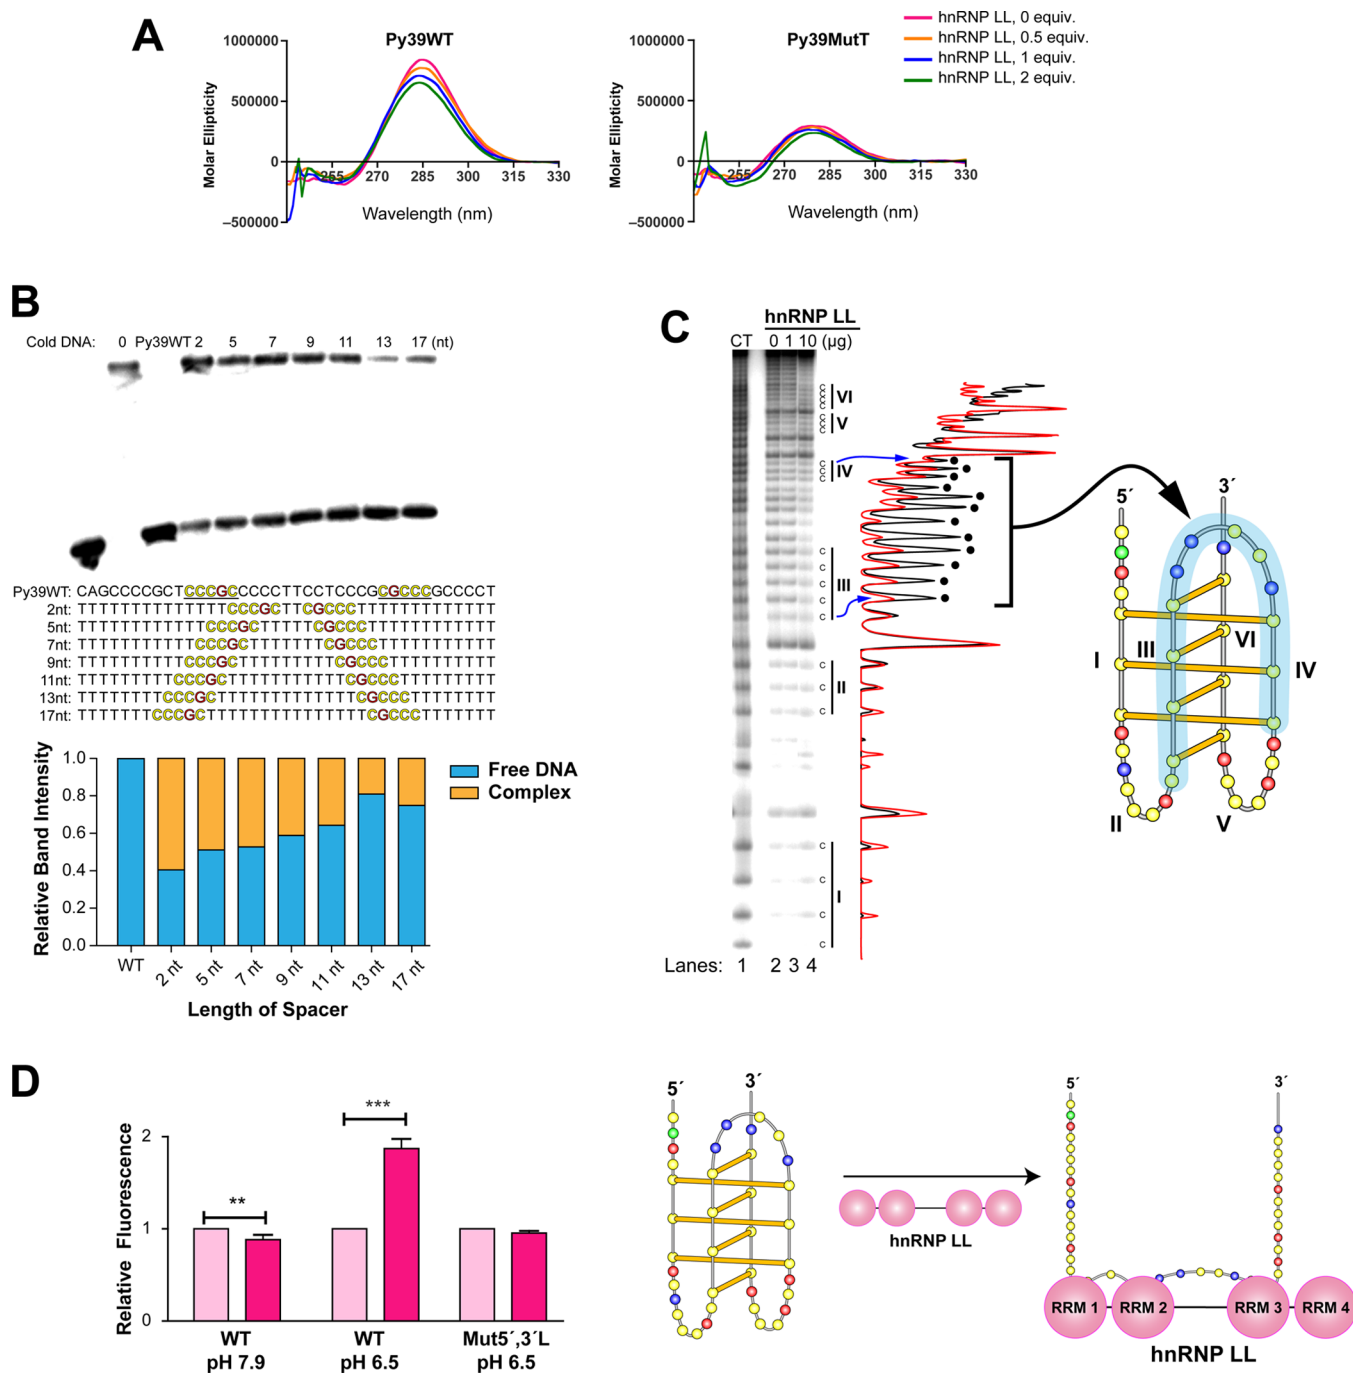 A
Py39WT
Molar Ellipticity
1000000
500000
0
–500000
255 270 285 300 315 330
Wavelength (nm)
Py39MutT
Molar Ellipticity
1000000
500000
0
–500000
255 270 285 300 315 330
Wavelength (nm)
hnRNP LL, 0 equiv.
hnRNP LL, 0.5 equiv.
hnRNP LL, 1 equiv.
hnRNP LL, 2 equiv.
B
Cold DNA: 0 Py39WT 2 5 7 9 11 13 17 (nt)
Py39WT: CAGCCCCGCTCCCGCCCCCTTCCTCCCGCGCCCGCCCCT
2nt: TTTTTTTTTTTTTTCCCGCTTCGCCCTTTTTTTTTTTTT
5nt: TTTTTTTTTTTTCCCGCTTTTTCGCCCTTTTTTTTTTTT
7nt: TTTTTTTTTTTCCCGCTTTTTTTCGCCCTTTTTTTTTTT
9nt: TTTTTTTTTTCCCGCTTTTTTTTTCGCCCTTTTTTTTTT
11nt: TTTTTTTTTCCCGCTTTTTTTTTTTCGCCCTTTTTTTTT
13nt: TTTTTTTTCCCGCTTTTTTTTTTTTTCGCCCTTTTTTTT
17nt: TTTTTTTCCCGCTTTTTTTTTTTTTTTCGCCCTTTTTTT
Relative Band Intensity
1.0
0.8
0.6
0.4
0.2
0.0
WT 2 nt 5 nt 7 nt 9 nt 11 nt 13 nt 17 nt
Length of Spacer
Free DNA
Complex
C
hnRNP LL
CT 0 1 10 (µg)
C
C
C
C
C
VI
C
C
C
C
V
C
C
C
IV
C
C
C
C
C
III
C
C
C
II
C
C
C
C
I
Lanes: 1 2 3 4
5´ 3´
I III VI IV
II V
D
Relative Fluorescence
2
1
0
**
***
WT
pH 7.9
WT
pH 6.5
Mut5´,3´L
pH 6.5
5´ 3´
hnRNP LL
5´ 3´
RRM 1 RRM 2 RRM 3 RRM 4
hnRNP LL